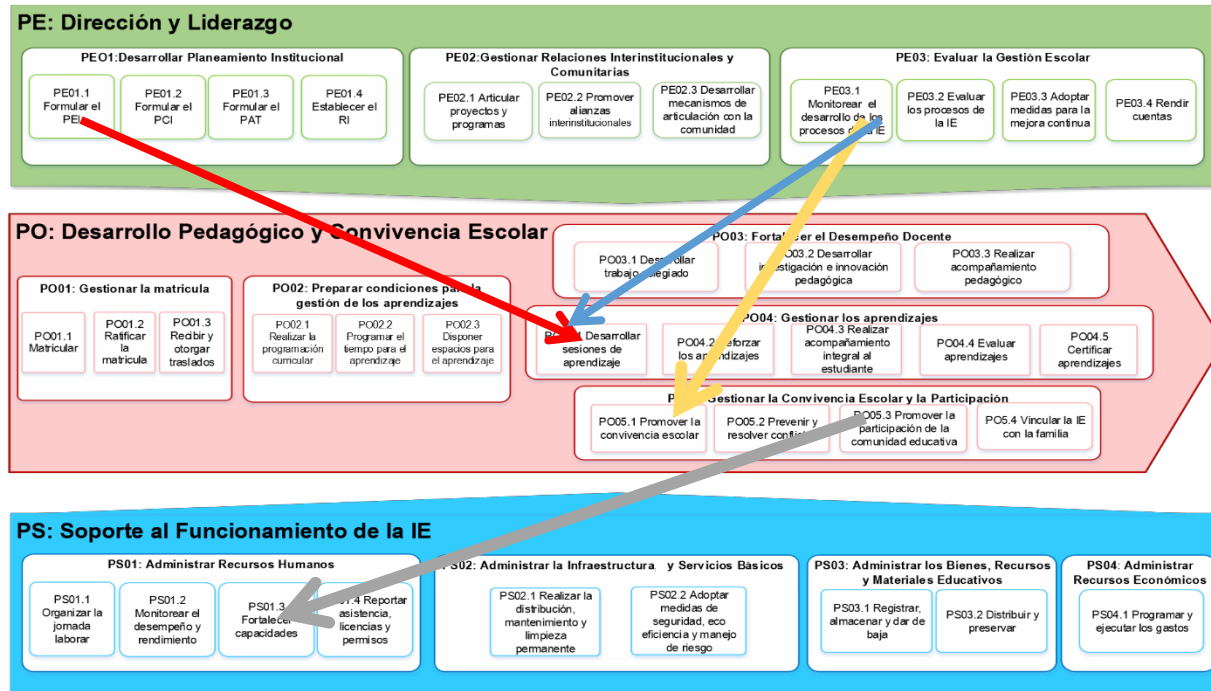 PE: Dirección y Liderazgo
PEO1:Desarrollar Planeamiento Institucional
PE01.1
Formular el
PEI
PE01.2
Formular el
PCI
PE01.3
Formular el
PAT
PE01.4
Establecer el
RI
PE02:Gestionar Relaciones Interinstitucionales y
Comunitarias
PE02.1 Articular
proyectos y
programas
PE02.2 Promover
alianzas
interinstitucionales
PE02.3 Desarrollar
mecanismos de
articulación con la
comunidad
PE03: Evaluar la Gestión Escolar
PE03.1
Monitorear el
desarrollo de los
procesos de la IE
PE03.2 Evaluar
los procesos de
la IE
PE03.3 Adoptar
medidas para la
mejora continua
PE03.4 Rendir
cuentas
PO: Desarrollo Pedagógico y Convivencia Escolar
PO01: Gestionar la matricula
PO01.1
Matricular
PO01.2
Ratificar
la
matricula
PO01.3
Recibir y
otorgar
traslados
PO02: Preparar condiciones para la
gestión de los aprendizajes
PO02.1
Realizar la
programación
curricular
PO02.2
Programar el
tiempo para el
aprendizaje
PO02.3
Disponer
espacios para
el aprendizaje
PO03: Fortalecer el Desempeño Docente
PO03.1 Desarrollar
trabajo colegiado
PO03.2 Desarrollar
investigación e innovación
pedagógica
PO03.3 Realizar
acompañamiento
pedagógico
PO04: Gestionar los aprendizajes
Desarrollar
sesiones de
aprendizaje
PO04.2 Reforzar
los aprendizajes
PO04.3 Realizar
acompañamiento
integral al
estudiante
PO04.4 Evaluar
aprendizajes
PO04.5
Certificar
aprendizajes
Gestionar la Convivencia Escolar y la Participación
PO05.1 Promover la
convivencia escolar
PO05.2 Prevenir y
resolver
PO05.3 Promover la
participación de la
comunidad educativa
PO5.4 Vincular la IE
con la familia
PS: Soporte al Funcionamiento de la IE
PS01: Administrar Recursos Humanos
PS01.1
Organizar la
jornada
laborar
PS01.2
Monitorear el
desempeño y
rendimiento
PS01.3
Fortalecer
capacidades
Reportar
asistencia,
licencias y
permisos
PS02: Administrar la Infraestructura, y Servicios Básicos
PS02.1 Realizar la
distribución,
mantenimiento y
limpieza
permanente
PS02.2 Adoptar
medidas de
seguridad, eco
eficiencia y manejo
de riesgo
PS03: Administrar los Bienes, Recursos
y Materiales Educativos
PS03.1 Registrar,
almacenar y dar de
baja
PS03.2 Distribuir y
preservar
PS04: Administrar
Recursos Económicos
PS04.1 Programar y
ejecutar los gastos